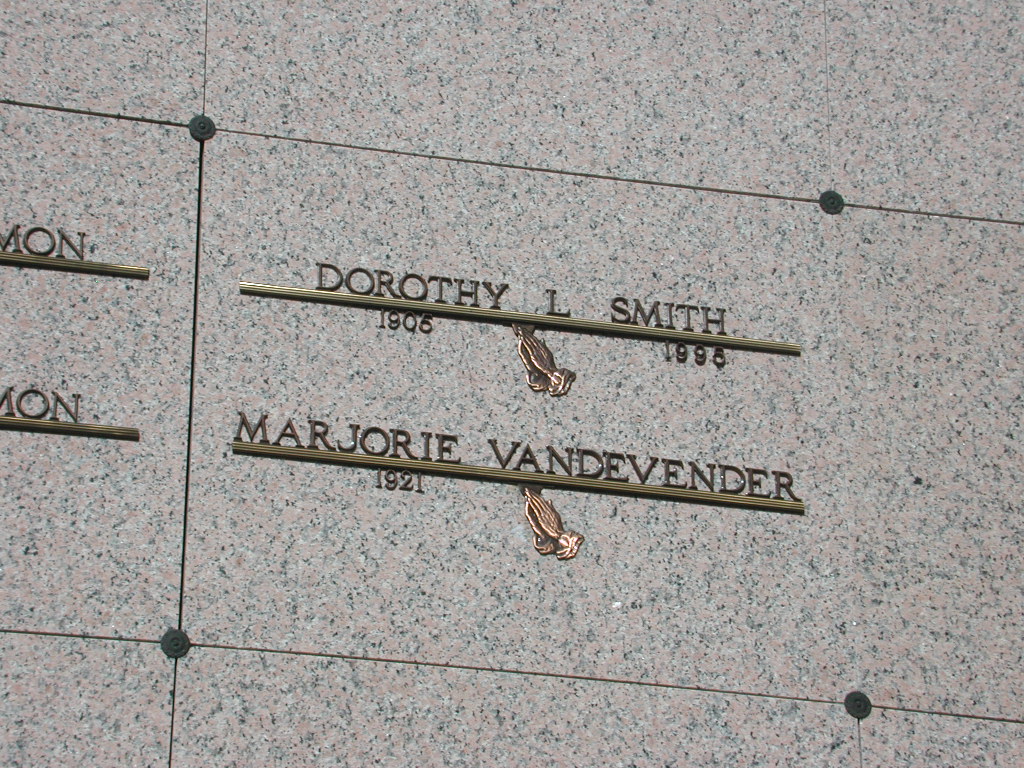 MON
DOROTHY L SMITH
1905 1995
MON
MARJORIE VANDEVENDER
1921